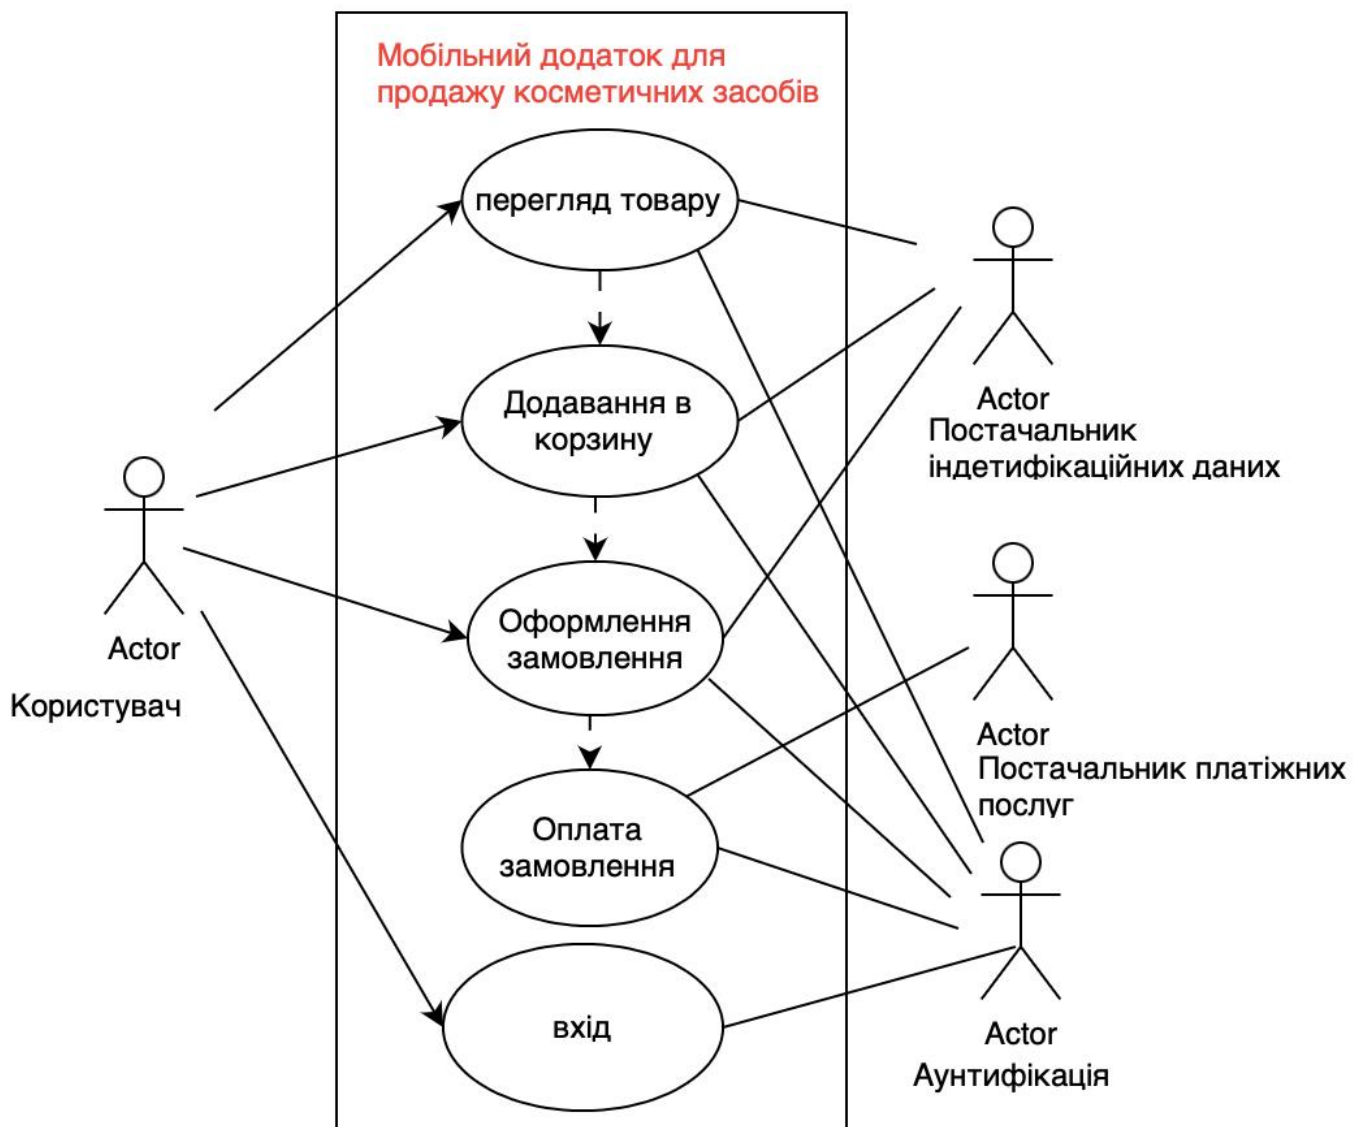 Мобільний додаток для
продажу косметичних засобів
перегляд товару
Додавання в
корзину
Оформлення
замовлення
Оплата
замовлення
вхід
Actor
Користувач
Actor
Постачальник
індетифікаційних даних
Actor
Постачальник платіжних
послуг
Actor
Аунтифікація